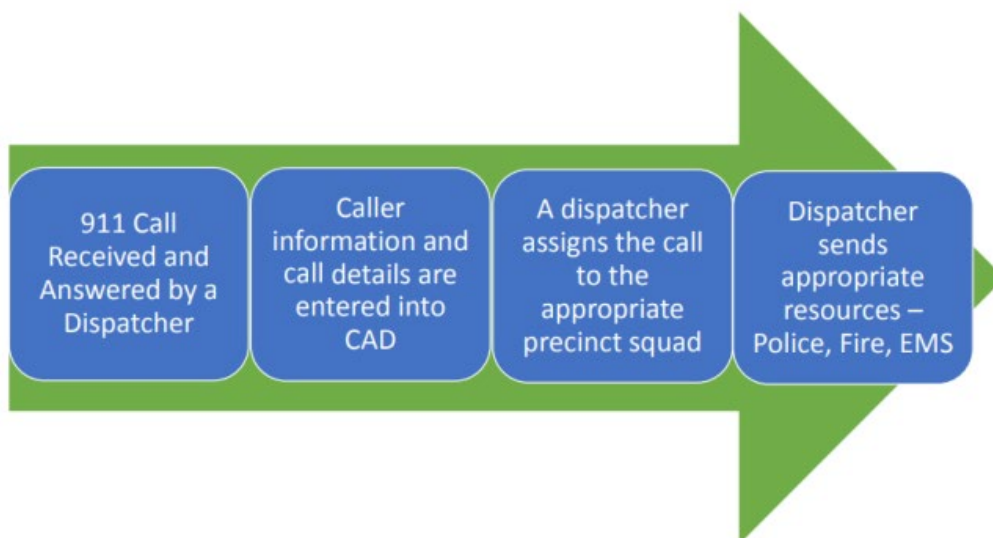 911 Call
Received and
Answered by a
Dispatcher
Caller
information and
call details are
entered into
CAD
A dispatcher
assigns the call
to the
appropriate
precinct squad
Dispatcher
sends
appropriate
resources –
Police, Fire, EMS